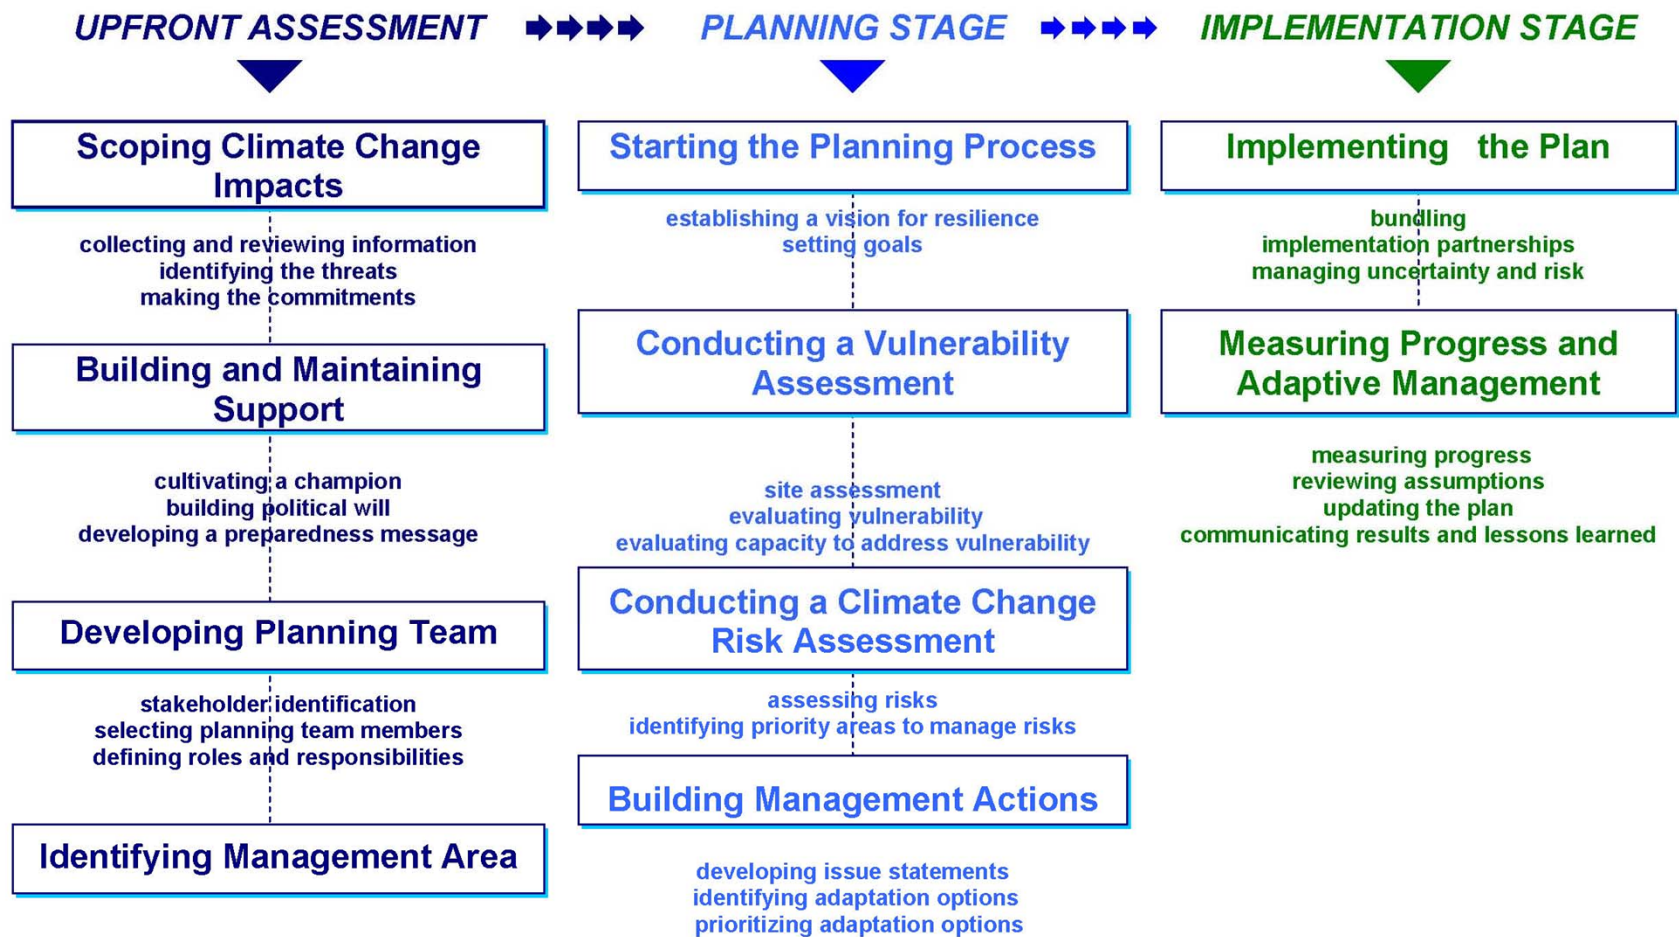 UPFRONT ASSESSMENT
PLANNING STAGE
IMPLEMENTATION STAGE
Scoping Climate Change
Impacts
collecting and reviewing information
identifying the threats
making the commitments
Building and Maintaining
Support
cultivating a champion
building political will
developing a preparedness message
Developing Planning Team
stakeholder identification
selecting planning team members
defining roles and responsibilities
Identifying Management Area
Starting the Planning Process
establishing a vision for resilience
setting goals
Conducting a Vulnerability
Assessment
site assessment
evaluating vulnerability
evaluating capacity to address vulnerability
Conducting a Climate Change
Risk Assessment
assessing risks
identifying priority areas to manage risks
Building Management Actions
developing issue statements
identifying adaptation options
prioritizing adaptation options
Implementing the Plan
bundling
implementation partnerships
managing uncertainty and risk
Measuring Progress and
Adaptive Management
measuring progress
reviewing assumptions
updating the plan
communicating results and lessons learned